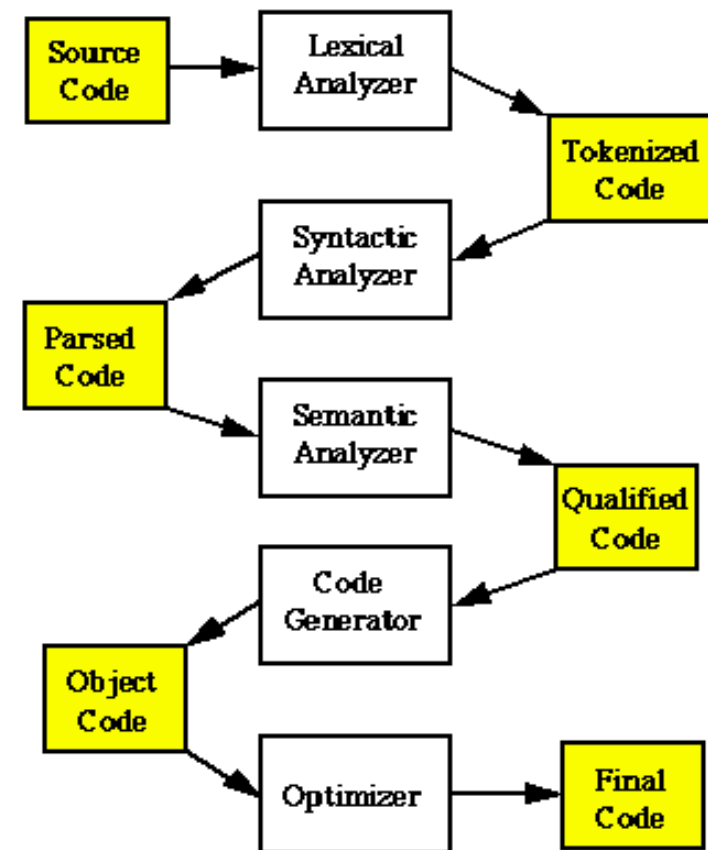 Source
Code
Lexical
Analyzer
Tokenized
Code
Syntactic
Analyzer
Parsed
Code
Semantic
Analyzer
Qualified
Code
Code
Generator
Object
Code
Optimizer
Final
Code